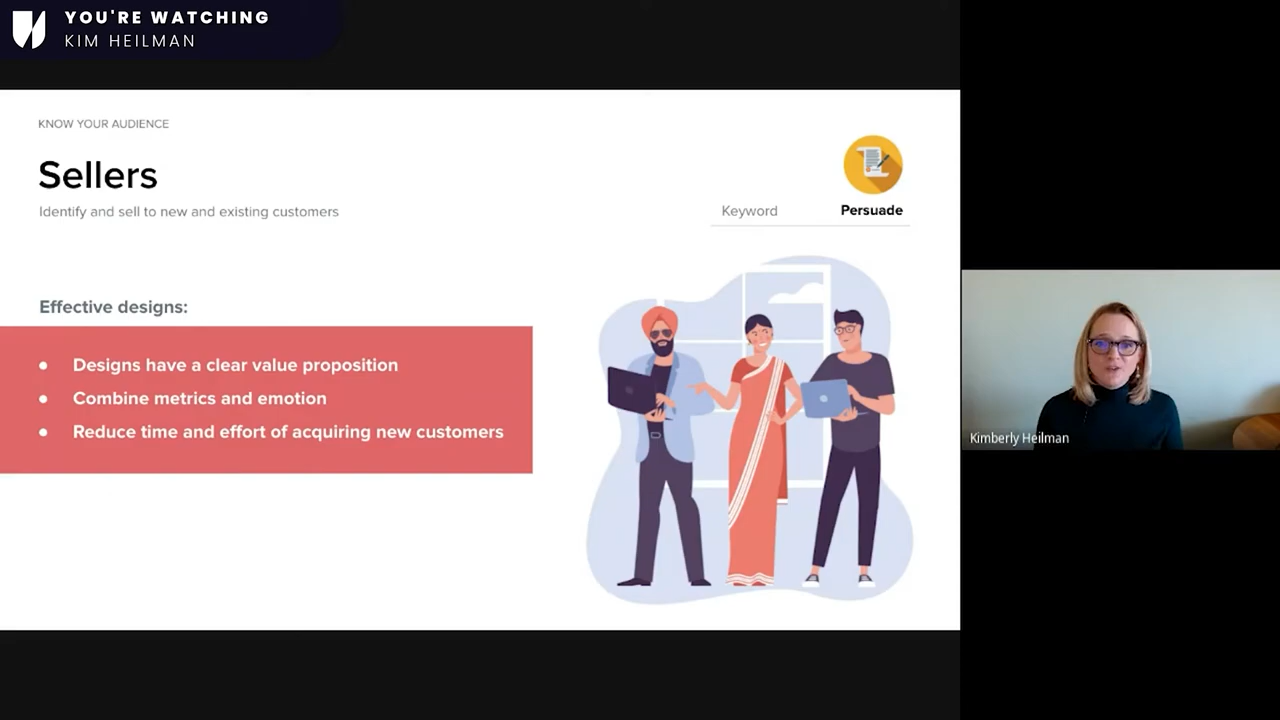 YOU'RE WATCHING
KIM HEILMAN
KNOW YOUR AUDIENCE
Sellers
Identify and sell to new and existing customers
Keyword
Persuade
Effective designs:
● Designs have a clear value proposition
● Combine metrics and emotion
● Reduce time and effort of acquiring new customers
Kimberly Heilman